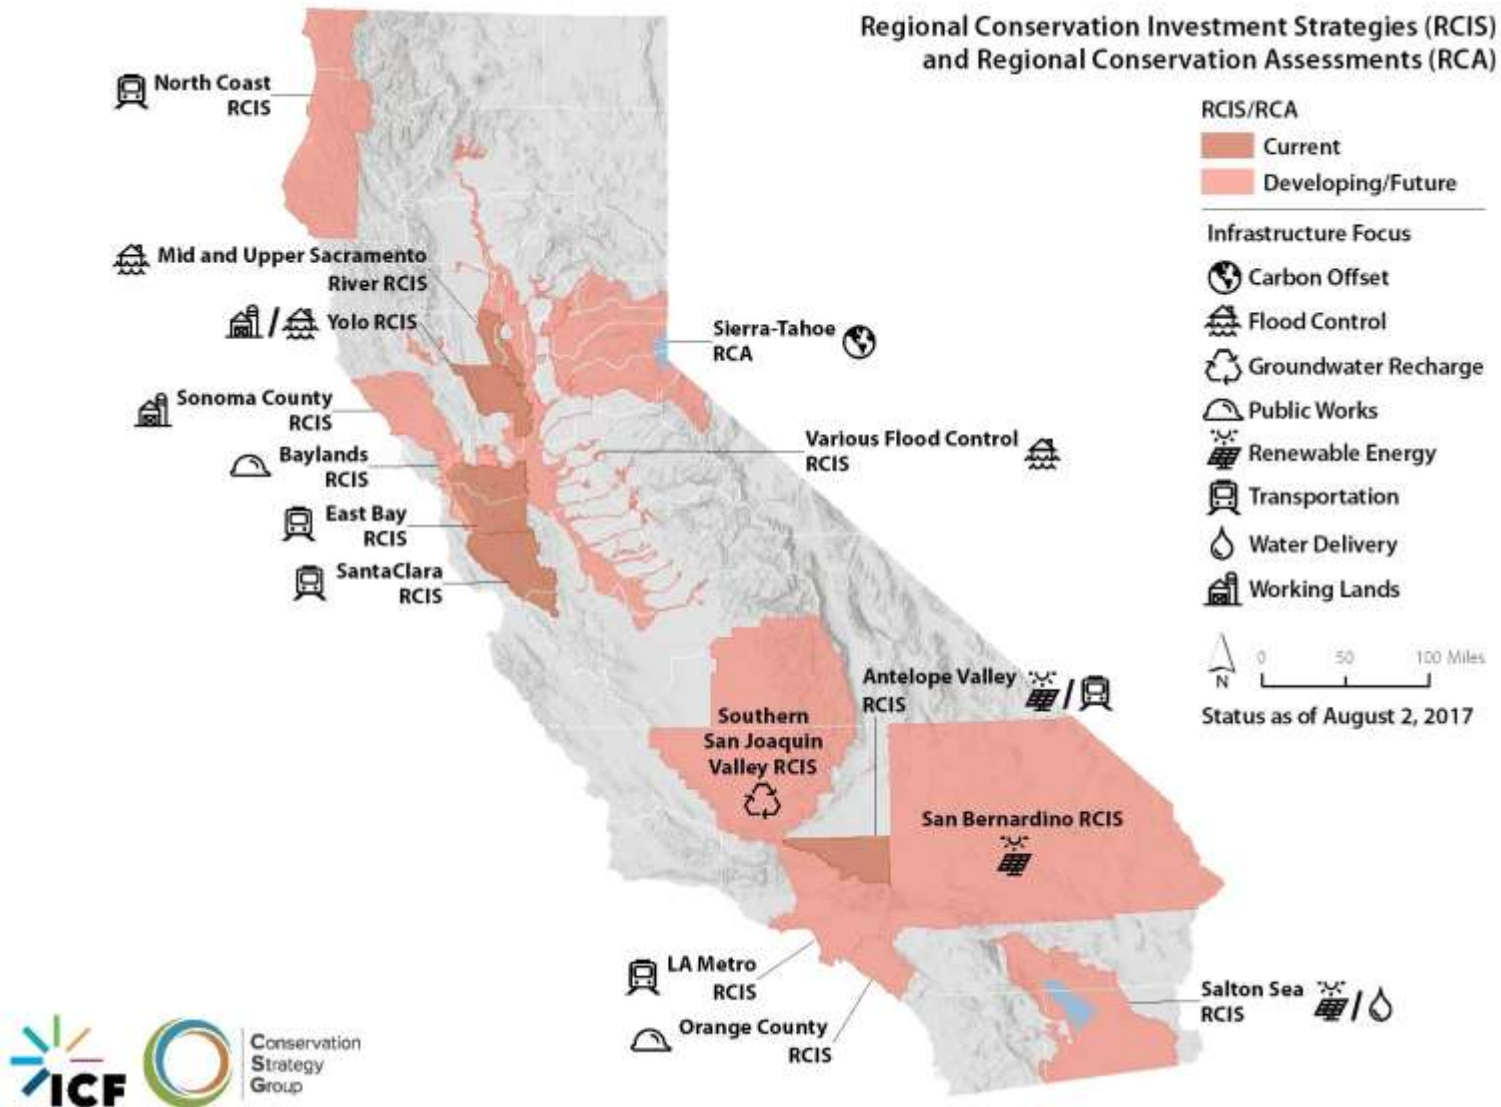 Regional Conservation Investment Strategies (RCIS)
and Regional Conservation Assessments (RCA)
RCIS/RCA
Current
Developing/Future
Infrastructure Focus
Carbon Offset
Flood Control
Groundwater Recharge
Public Works
Renewable Energy
Transportation
Water Delivery
Working Lands
N
0 50 100 Miles
Status as of August 2, 2017
North Coast
RCIS
Mid and Upper Sacramento
River RCIS
/ Yolo RCIS
Sierra-Tahoe
RCA
Sonoma County
RCIS
Various Flood Control
RCIS
Baylands
RCIS
East Bay
RCIS
SantaClara
RCIS
Antelope Valley /
RCIS
Southern
San Joaquin
Valley RCIS
San Bernardino RCIS
LA Metro
RCIS
Orange County
RCIS
Salton Sea /
RCIS
ICF
Conservation
Strategy
Group